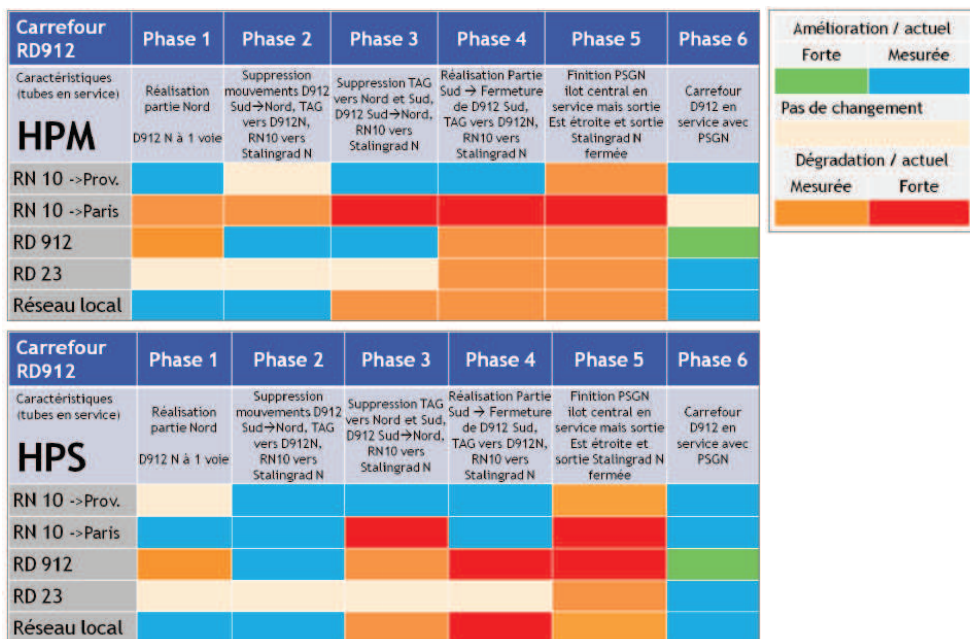 Carrefour RD912
Phase 1
Phase 2
Phase 3
Phase 4
Phase 5
Phase 6
Caractéristiques
(tubes en service)
HPM
Réalisation
partie Nord
D912 N à 1 voie
Suppression
mouvements D912
Sud→Nord, TAG
vers D912N,
RN10 vers
Stalingrad N
Suppression TAG
vers Nord et Sud,
D912 Sud→Nord,
RN10 vers
Stalingrad N
Réalisation Partie
Sud → Fermeture
de D912 Sud,
TAG vers D912N,
RN10 vers
Stalingrad N
Finition PSGN
ilot central en
service mais sortie
Est étroite et sortie
Stalingrad N
fermée
Carrefour
D912 en
service avec
PSGN
RN 10 ->Prov.
RN 10 ->Paris
RD 912
RD 23
Réseau local
Amélioration / actuel
Forte
Mesurée
Pas de changement
Dégradation / actuel
Mesurée
Forte
Carrefour
RD912
Phase 1
Phase 2
Phase 3
Phase 4
Phase 5
Phase 6
Caractéristiques
(tubes en service)
HPS
Réalisation
partie Nord
D912 N à 1 voie
Suppression
mouvements D912
Sud→Nord, TAG
vers D912N,
RN10 vers
Stalingrad N
Suppression TAG
vers Nord et Sud,
D912 Sud→Nord,
RN10 vers
Stalingrad N
Réalisation Partie
Sud → Fermeture
de D912 Sud,
TAG vers D912N,
RN10 vers
Stalingrad N
Finition PSGN
ilot central en
service mais sortie
Est étroite et
sortie Stalingrad N
fermée
Carrefour
D912 en
service avec
PSGN
RN 10 ->Prov.
RN 10 ->Paris
RD 912
RD 23
Réseau local